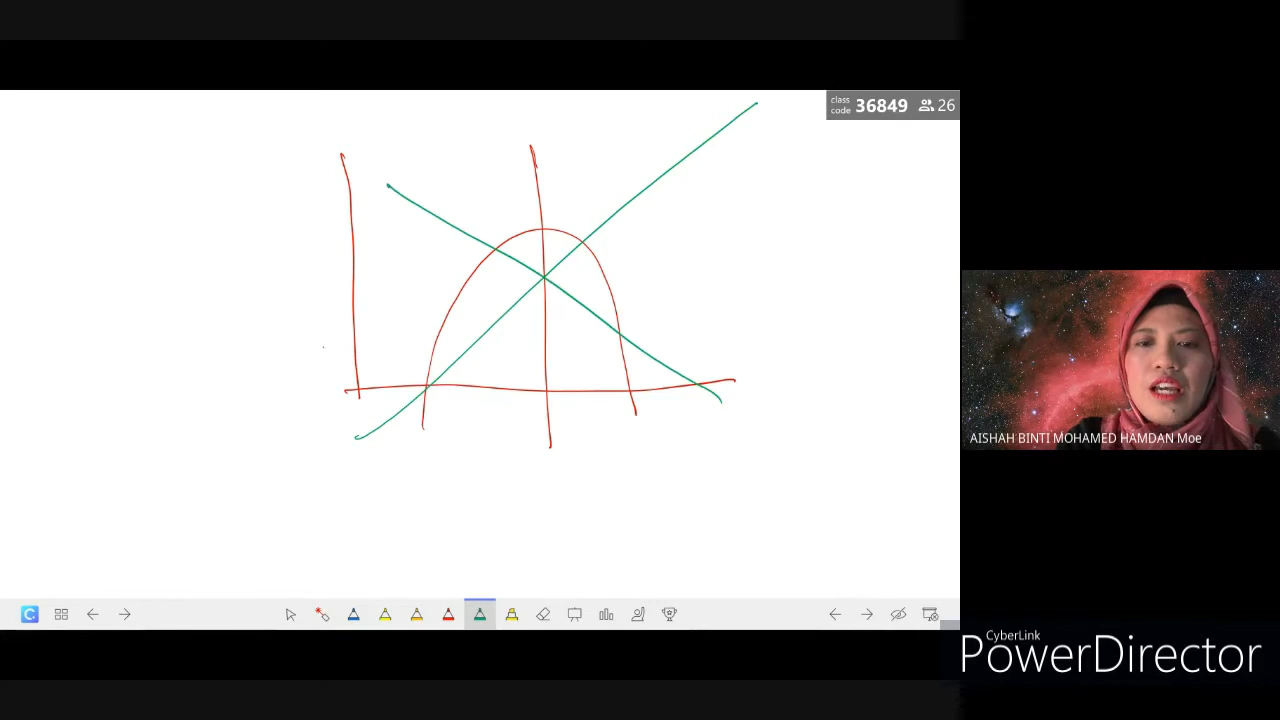 class
code 36849 26
AISHAH BINTI MOHAMED HAMDAN Moe
CyberLink
PowerDirector